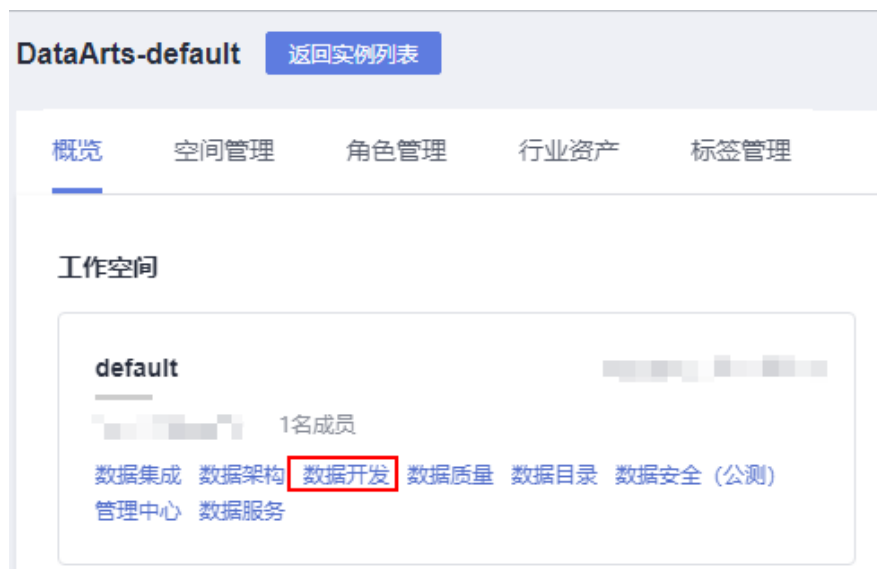 DataArts-default 返回实例列表
概览 空间管理 角色管理 行业资产 标签管理
工作空间
default
1名成员
数据集成 数据架构 数据开发 数据质量 数据目录 数据安全 (公测)
管理中心 数据服务